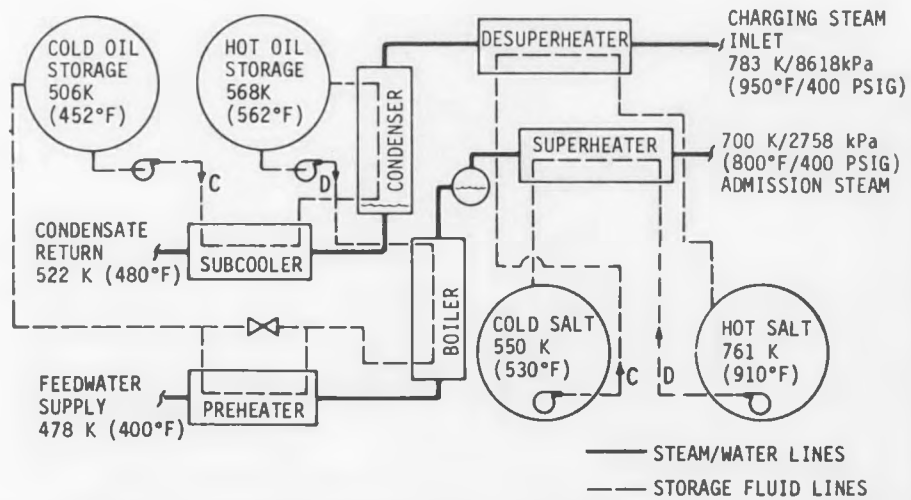 COLD OIL
STORAGE
506K
(452°F)
HOT OIL
STORAGE
568K
(562°F)
CONDENSER
DESUPERHEATER
CHARGING STEAM
INLET
783 K/8618kPa
(950°F/400 PSIG)
SUPERHEATER
700 K/2758 kPa
(800°F/400 PSIG)
ADMISSION STEAM
C
D
CONDENSATE
RETURN
522 K (480°F)
SUBCOOLER
BOILER
COLD SALT
550 K
(530°F)
C
D
HOT SALT
761 K
(910°F)
FEEDWATER
SUPPLY
478 K (400°F)
PREHEATER
STEAM/WATER LINES
STORAGE FLUID LINES